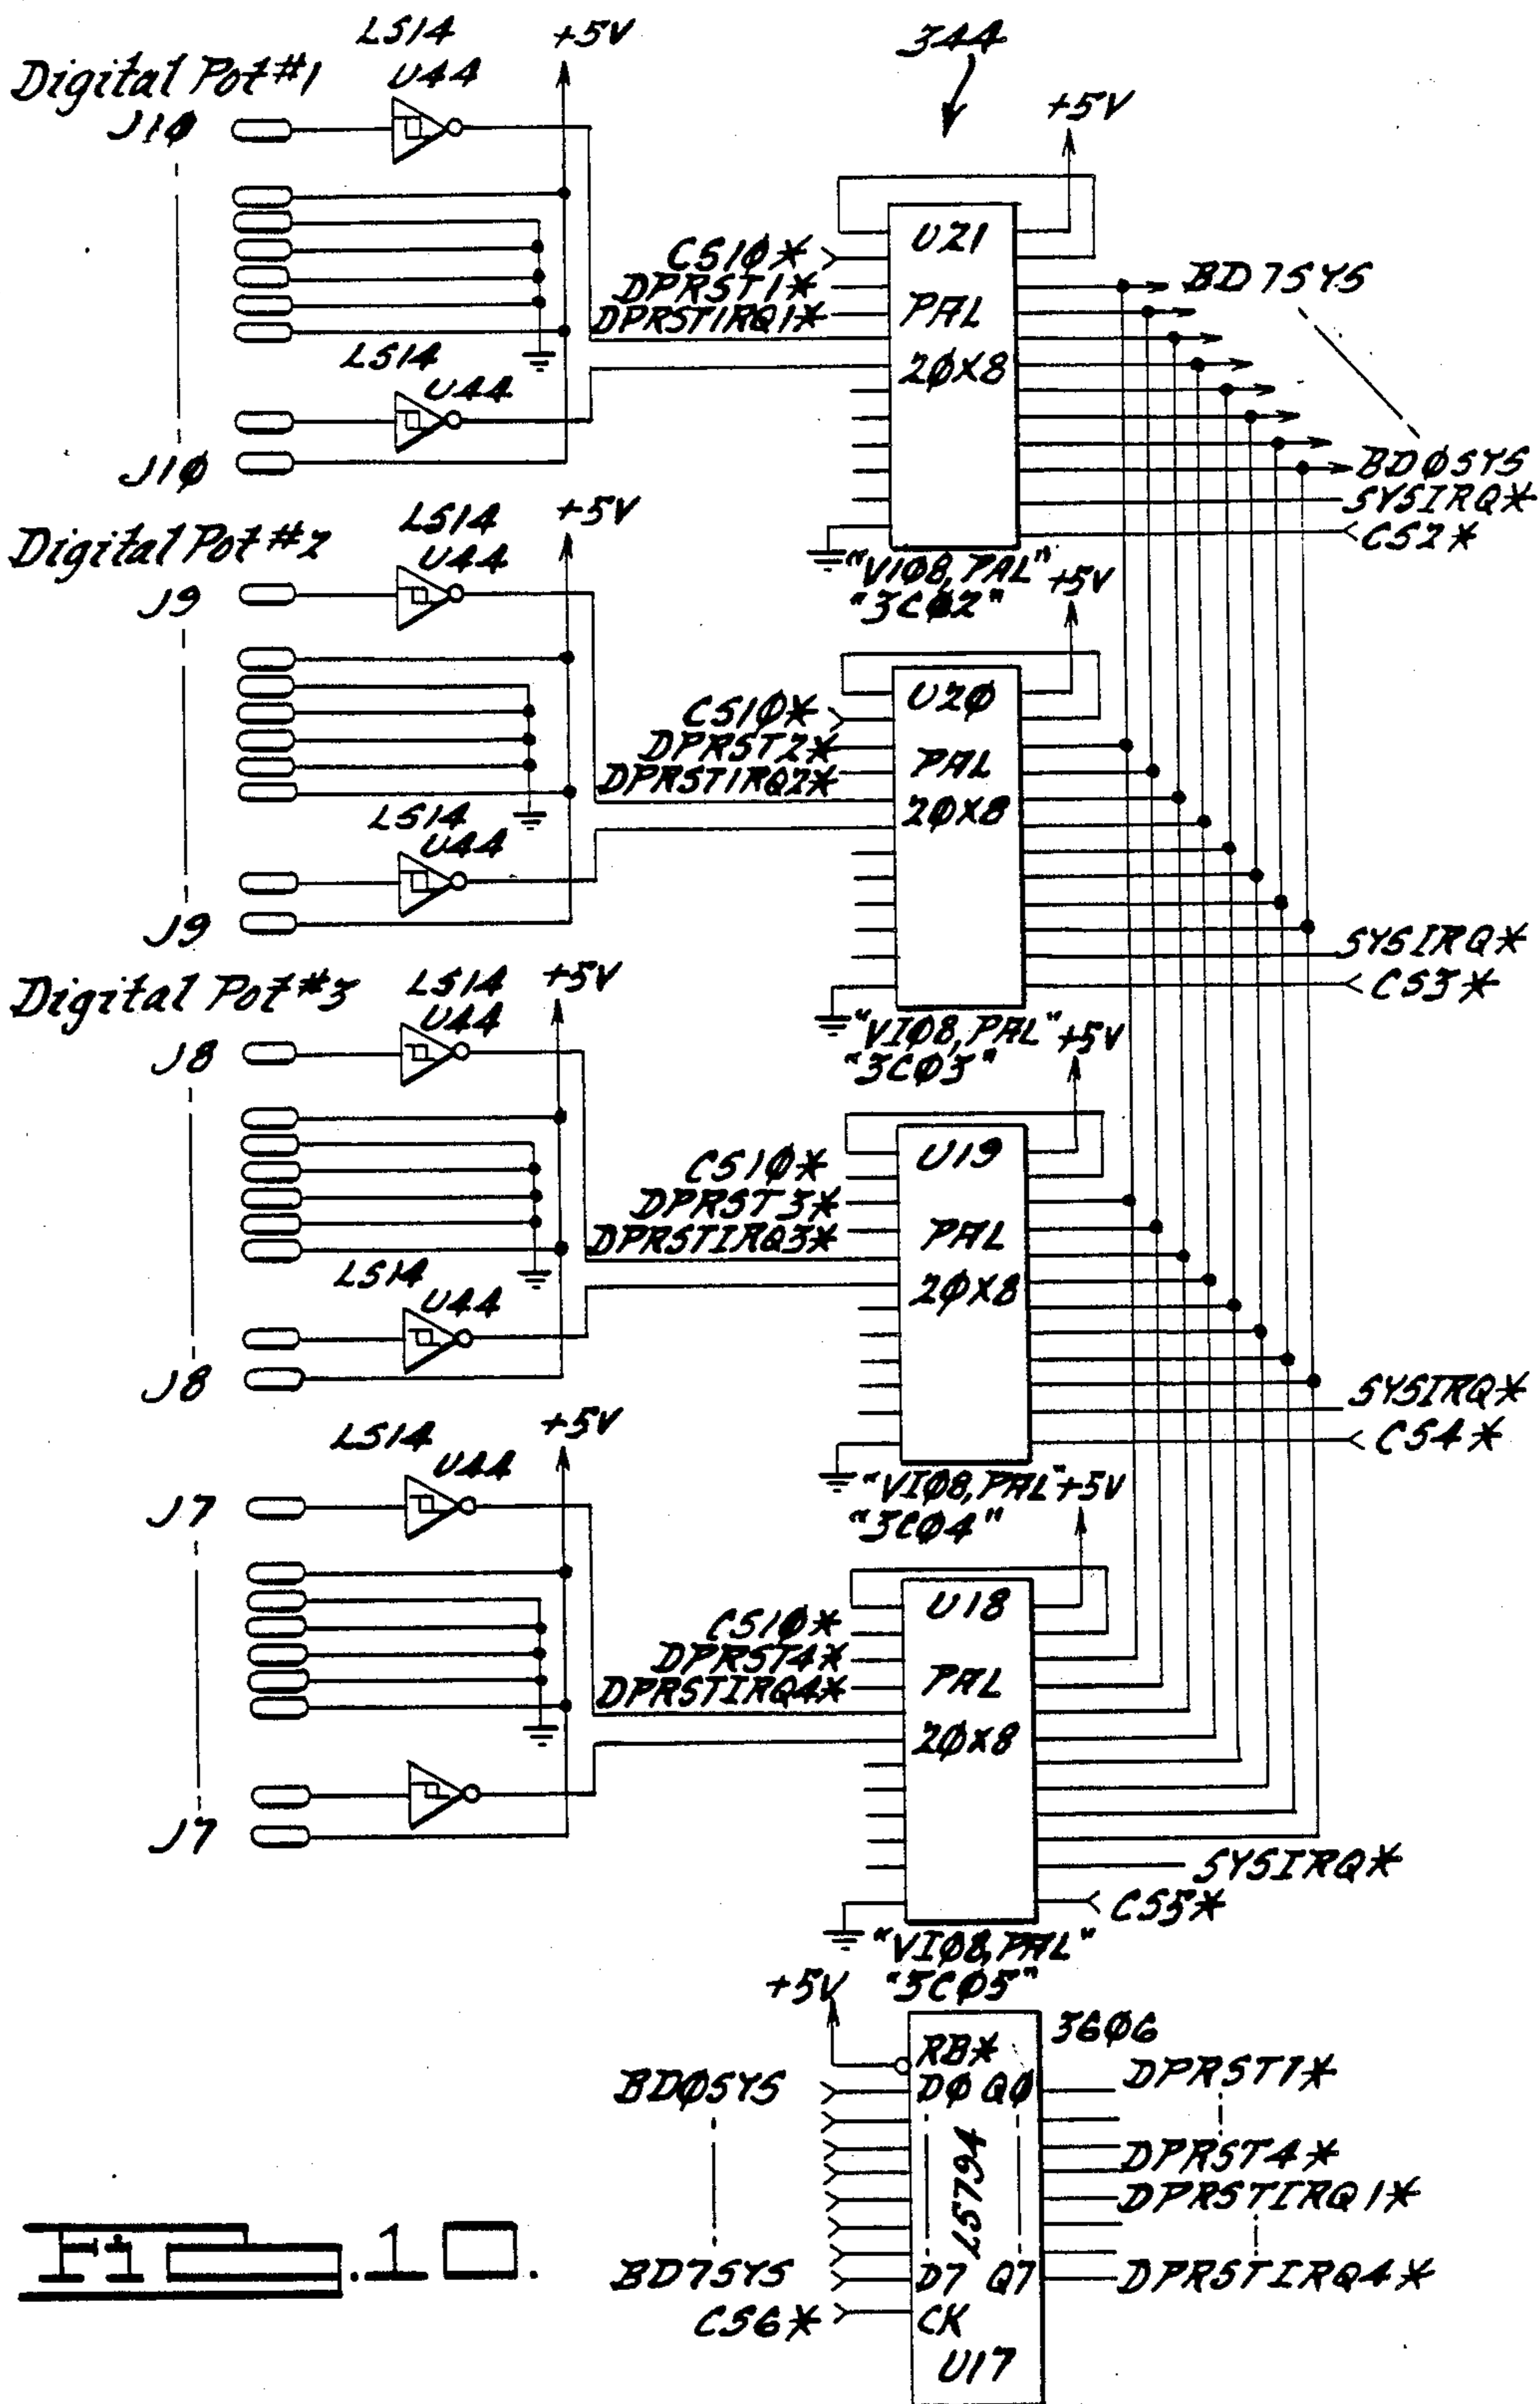 LS14
+5V
344
Digital Pot #1
U44
+5V
J1Ø
U21
CS1Ø*
DPRST1*
BD7SYS
DPRSTIRQ1*
PAL
LS14
2ØX8
U44
J1Ø
BDØSYS
SYSIRQ*
CS2*
LS14
+5V
Digital Pot #2
U44
"VIØ8, PAL"
+5V
"3CØ2"
J9
U2Ø
CS1Ø*
DPRST2*
PAL
DPRSTIRQ2*
LS14
2ØX8
U44
J9
SYSIRQ*
CS3*
LS14
+5V
Digital Pot #3
U44
"VIØ8, PAL"
+5V
"3CØ3"
J8
U19
CS1Ø*
DPRST3*
PAL
DPRSTIRQ3*
LS14
2ØX8
U44
J8
SYSIRQ*
CS4*
LS14
+5V
U44
"VIØ8, PAL"
+5V
"3CØ4"
J7
U18
CS1Ø*
DPRST4*
PAL
DPRSTIRQ4*
2ØX8
J7
SYSIRQ*
CS5*
"VIØ8, PAL"
+5V
"3CØ5"
3606
RB*
DPRST1*
BDØSYS
DØ QØ
DPRST4*
LS794
DPRSTIRQ1*
BD7SYS
D7 Q7
DPRSTIRQ4*
CS6*
CK
U17